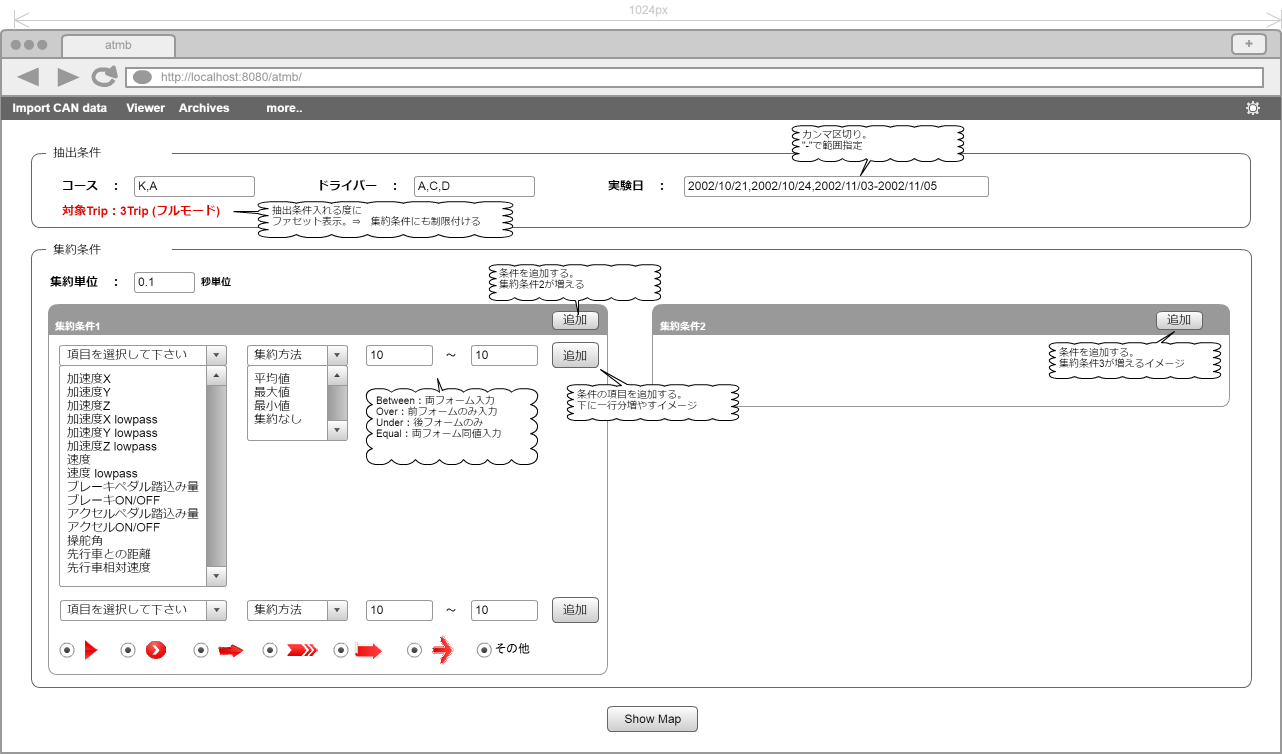 1024px
atmb
+
http://localhost:8080/atmb/
Import CAN data Viewer Archives more..
カンマ区切り。
"-"で範囲指定
抽出条件
コース ： K,A ドライバー ： A,C,D 実験日 ： 2002/10/21,2002/10/24,2002/11/03-2002/11/05
対象Trip：3Trip (フルモード)
抽出条件入れる度に
ファセット表示。⇒　集約条件にも制限付ける
集約条件
集約単位 ： 0.1 秒単位
条件を追加する。
集約条件2が増える
集約条件1 追加
集約条件2 追加
項目を選択して下さい 集約方法 10 ～ 10 追加
条件を追加する。
集約条件3が増えるイメージ
加速度X
加速度Y
加速度Z
加速度X lowpass
加速度Y lowpass
加速度Z lowpass
速度
速度 lowpass
ブレーキペダル踏込み量
ブレーキON/OFF
アクセルペダル踏込み量
アクセルON/OFF
操舵角
先行車との距離
先行車相対速度
平均値
最大値
最小値
集約なし
Between：両フォーム入力
Over：前フォームのみ入力
Under：後フォームのみ
Equal：両フォーム同値入力
条件の項目を追加する。
下に一行分増やすイメージ
項目を選択して下さい 集約方法 10 ～ 10 追加
その他
Show Map